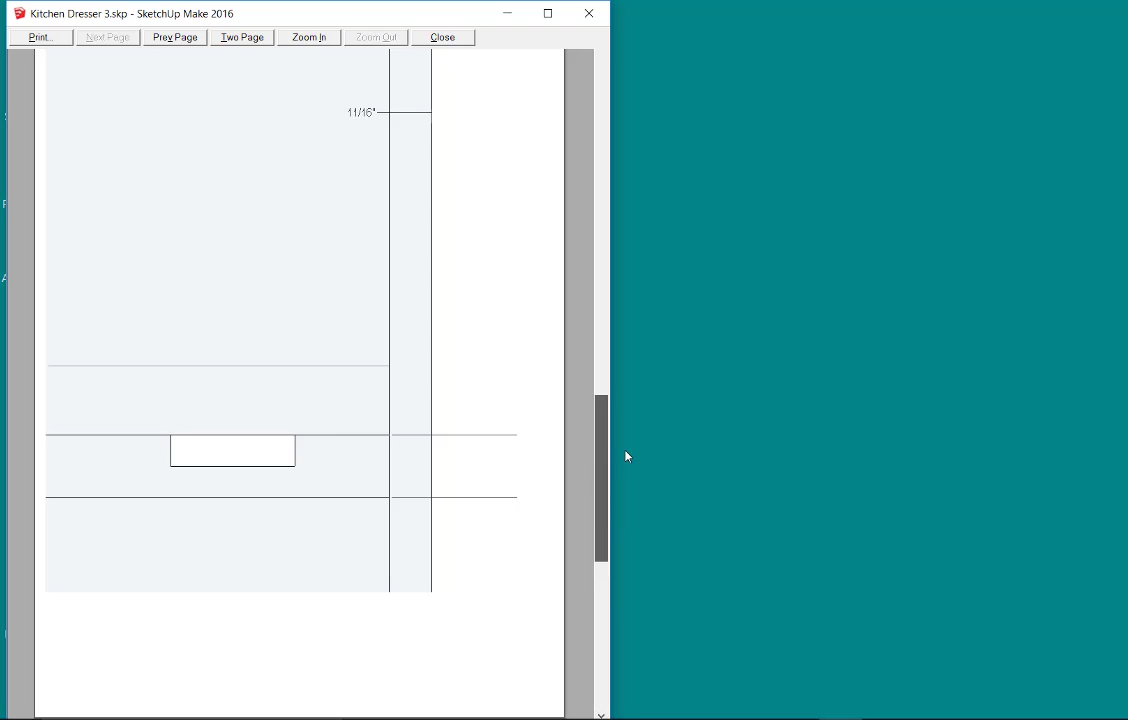 Kitchen Dresser 3.skp - SketchUp Make 2016
Print... Next Page Prev Page Two Page Zoom In Zoom Out Close
11/16"